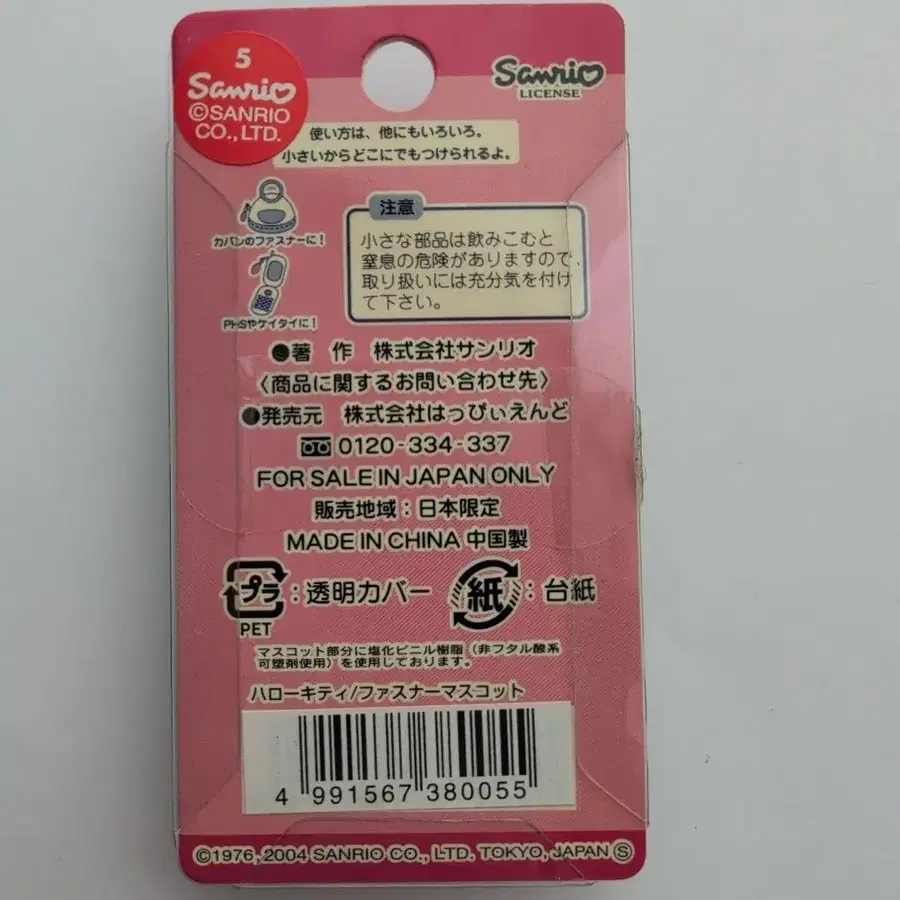 5
Sanrio
©SANRIO
CO.,LTD.
Sanrio
LICENSE
使い方は、他にもいろいろ。
小さいからどこにでもつけられるよ。
カバンのファスナーに!
PHSやケイタイに!
注意
小さな部品は飲みこむと
窒息の危険がありますので、
取り扱いには充分気を付け
て下さい。
●著 作 株式会社サンリオ
〈商品に関するお問い合わせ先〉
●発売元 株式会社はっぴぃえんど
0120-334-337
FOR SALE IN JAPAN ONLY
販売地域：日本限定
MADE IN CHINA 中国製
プラ：透明カバー 紙：台紙
PET
マスコット部分に塩化ビニル樹脂（非フタル酸系
可塑剤使用）を使用しております。
ハローキティ/ファスナーマスコット
4 991567 380055
©1976, 2004 SANRIO CO., LTD. TOKYO, JAPAN Ⓢ